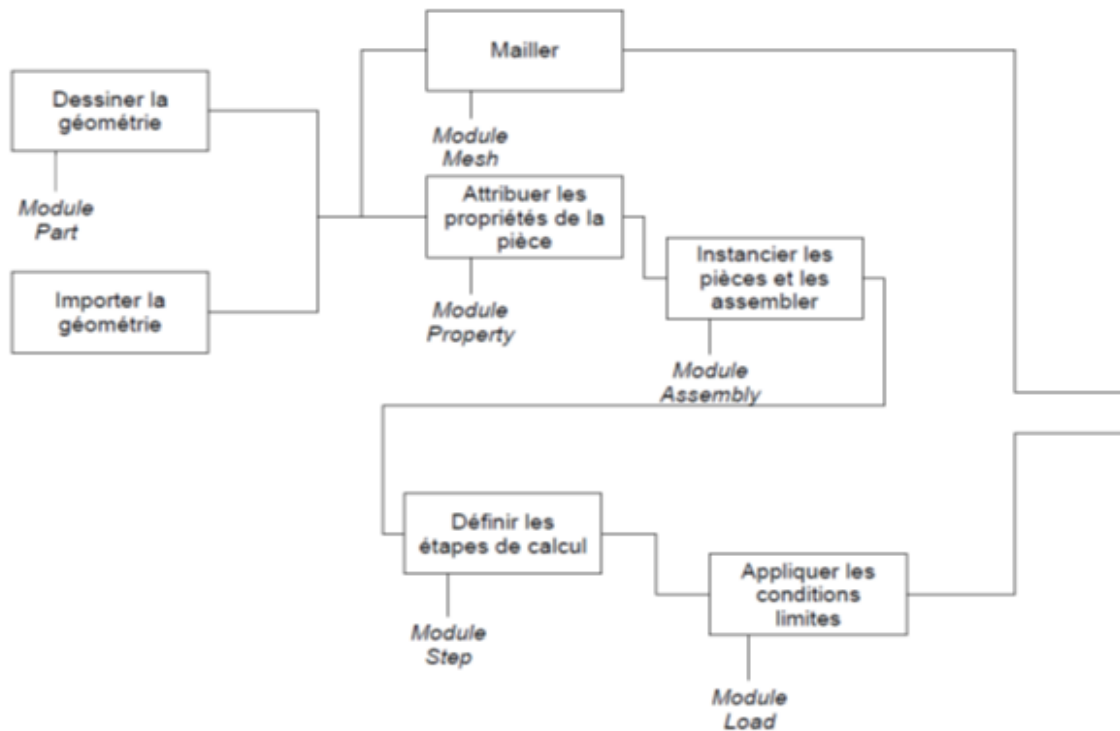 Mailler
Dessiner la
géométrie
Module
Mesh
Module
Part
Attribuer les
propriétés de la
pièce
Instancier les
pièces et les
assembler
Importer la
géométrie
Module
Property
Module
Assembly
Définir les
étapes de calcul
Appliquer les
conditions
limites
Module
Step
Module
Load